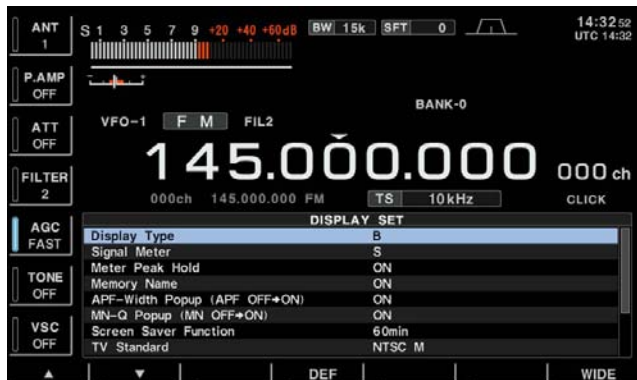 ANT
1
S 1 3 5 7 9 +20 +40 +60dB
BW 15k
SFT 0
14:32 52
UTC 14:32
P.AMP
OFF
BANK-0
VFO-1 F M FIL2
ATT
OFF
145.000.000
000 ch
FILTER
2
000ch 145.000.000 FM
TS 10kHz
CLICK
AGC
FAST
DISPLAY SET
Display Type B
Signal Meter S
Meter Peak Hold ON
Memory Name ON
APF-Width Popup (APF OFF→ON) ON
MN-Q Popup (MN OFF→ON) ON
Screen Saver Function 60min
TV Standard NTSC M
TONE
OFF
VSC
OFF
▲ ▼ DEF WIDE